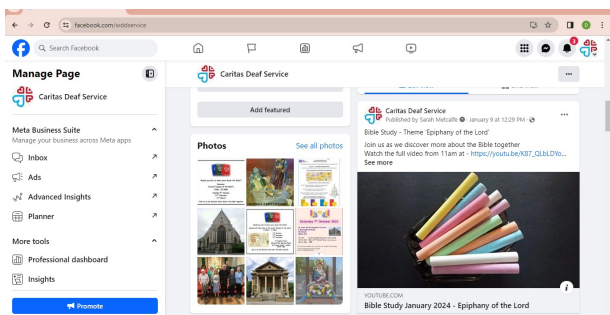 facebook.com/wddservice
Search Facebook
3
Manage Page
Caritas Deaf Service
Meta Business Suite
Manage your business across Meta apps
Inbox
Ads
Advanced Insights
Planner
More tools
Professional dashboard
Insights
Promote
Caritas Deaf Service
Add featured
Photos
See all photos
Caritas Deaf Service
Published by Sarah Metcalfe · January 9 at 12:29 PM ·
Bible Study - Theme 'Epiphany of the Lord'
Join us as we discover more about the Bible together
Watch the full video from 11am at - https://youtu.be/K87_QLbLDYo...
See more
YOUTUBE.COM
Bible Study January 2024 - Epiphany of the Lord